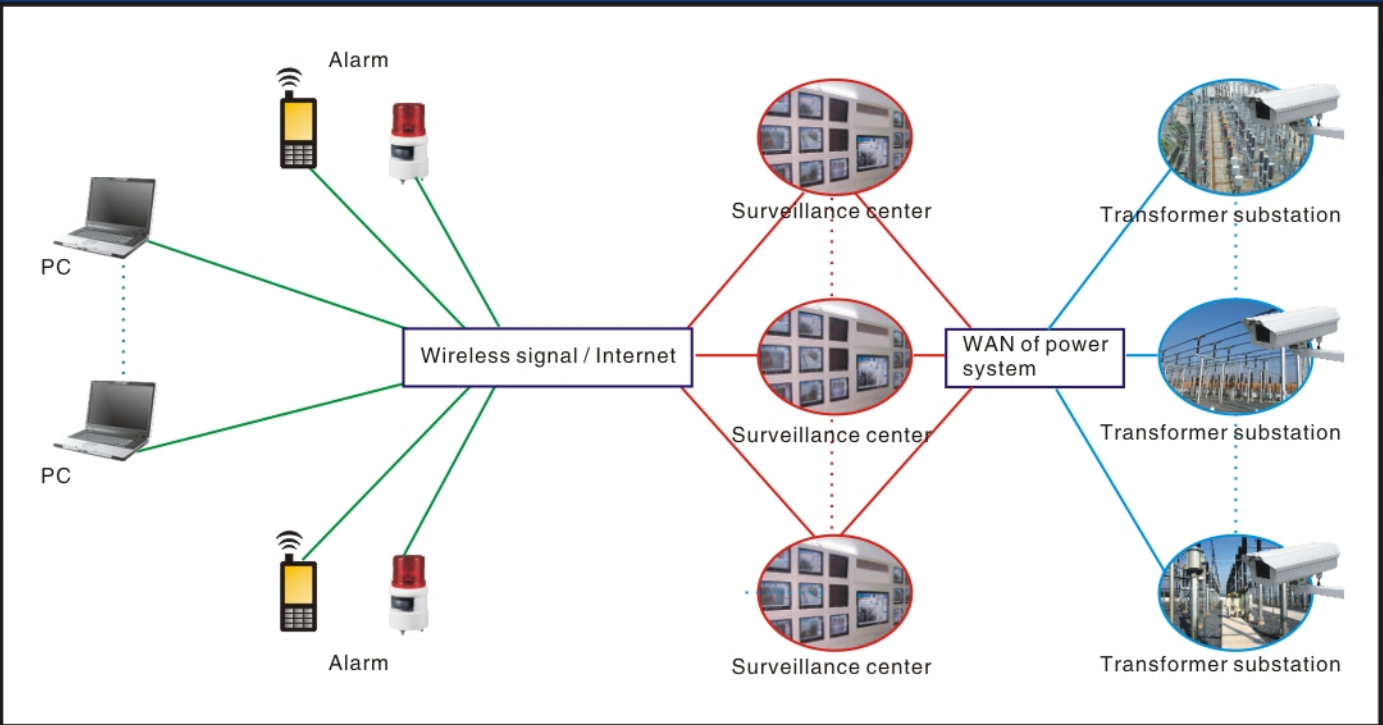 Alarm
PC
Surveillance center
Transformer substation
Wireless signal / Internet
WAN of power
system
Surveillance center
Transformer substation
PC
Alarm
Surveillance center
Transformer substation